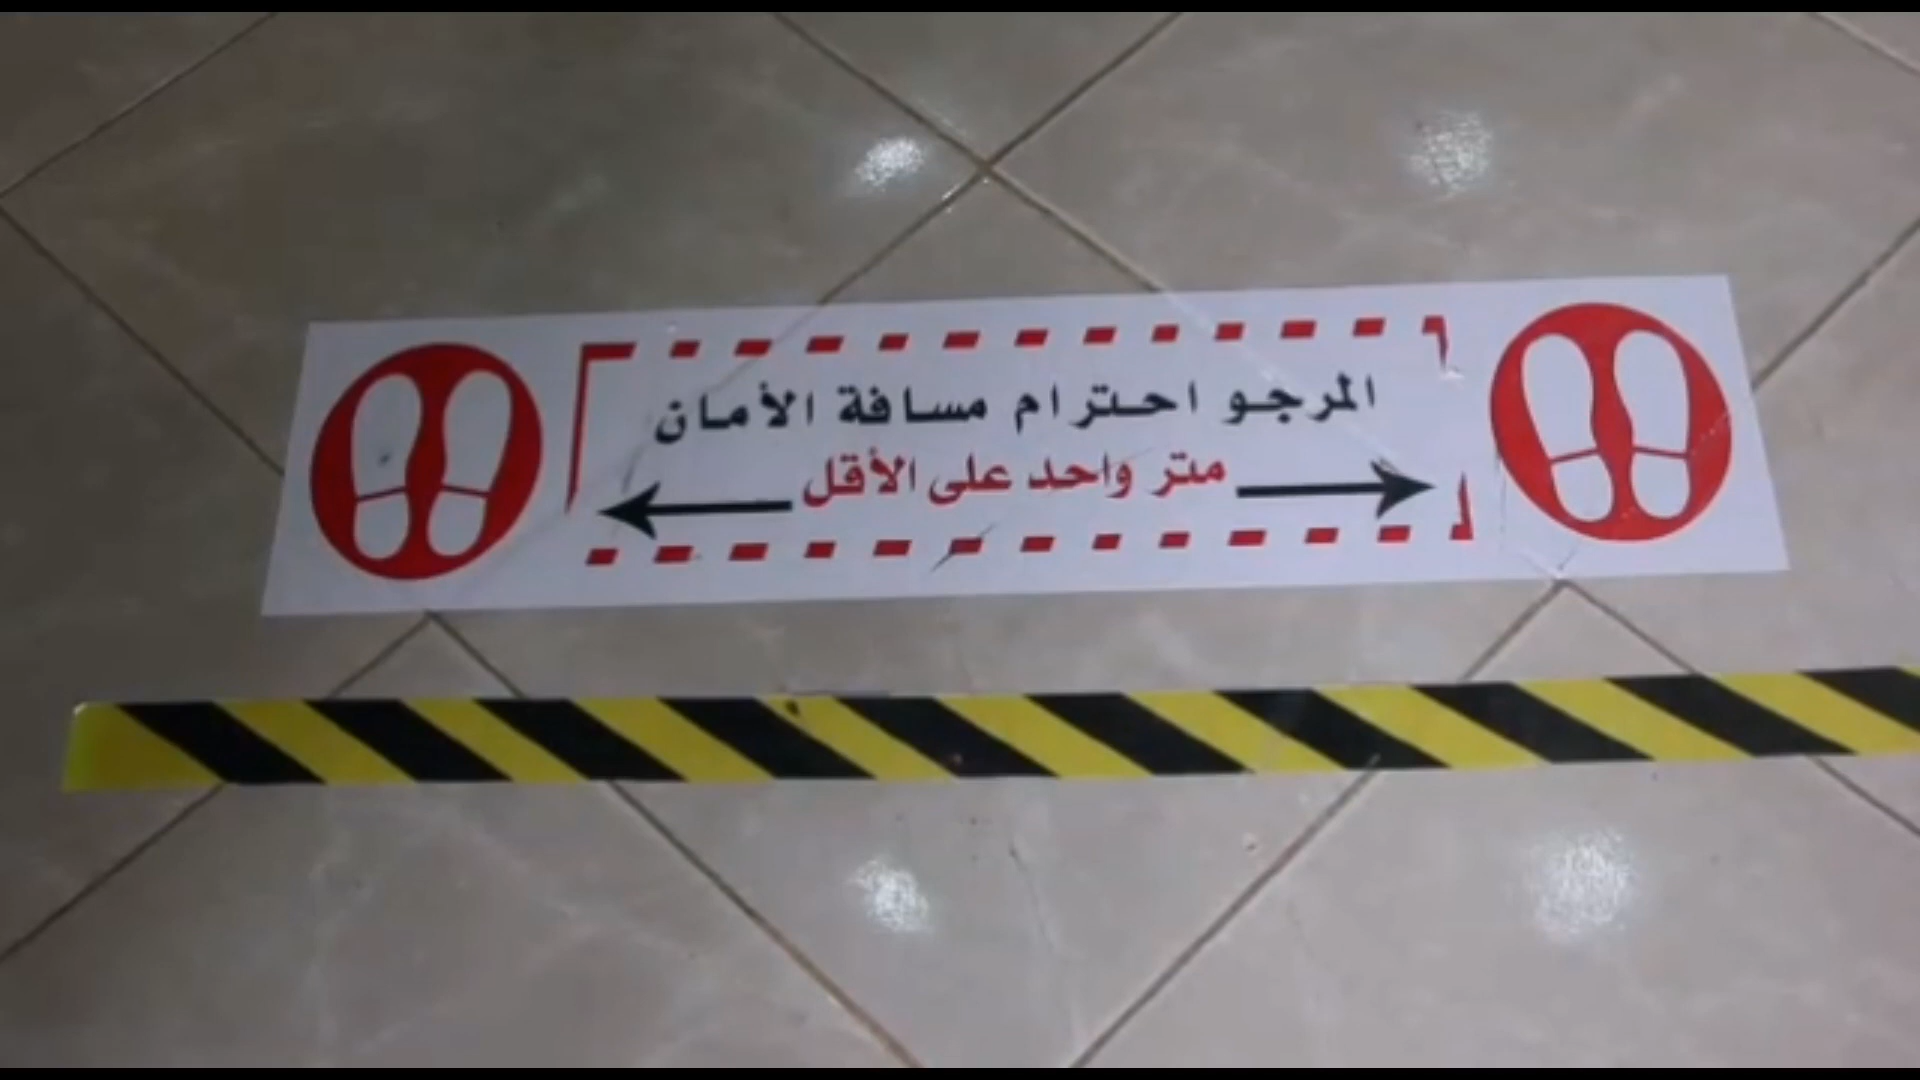 المرجو احترام مسافة الأمان
متر واحد على الأقل